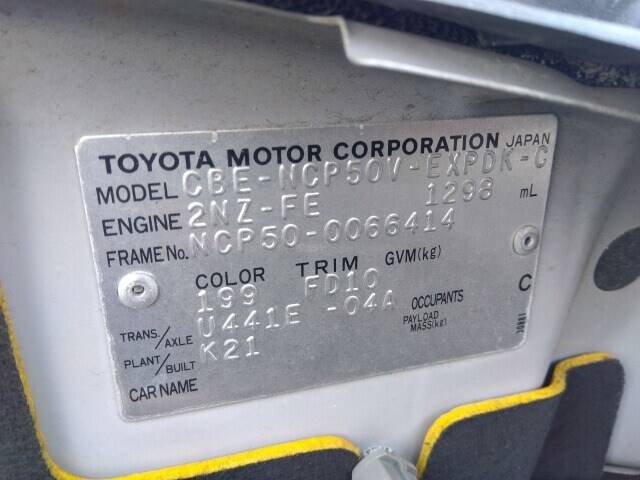 TOYOTA MOTOR CORPORATION JAPAN
MODEL CBE-NCP50V-EXPDK-G
ENGINE 2NZ-FE 1298 mL
FRAME No. NCP50-0066414
COLOR TRIM GVM(kg)
199 FD10 C
TRANS./AXLE U441E -04A OCCUPANTS
PLANT/BUILT K21 PAYLOAD MASS(kg)
CAR NAME